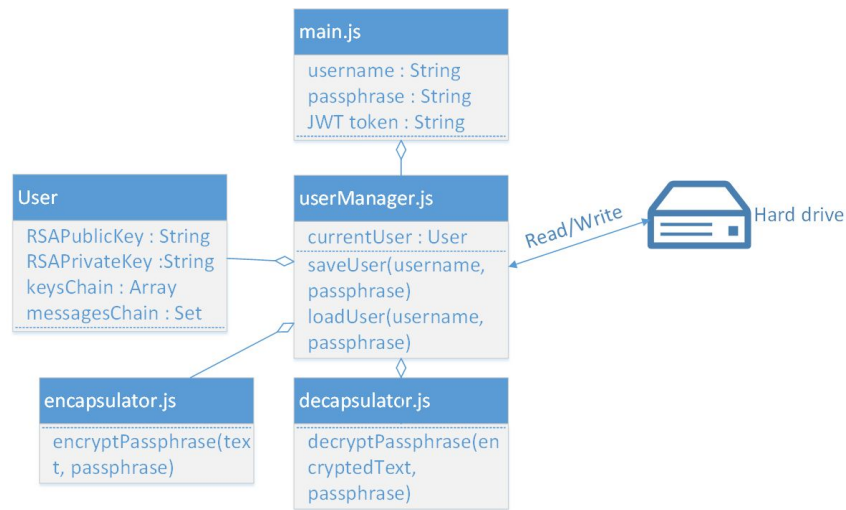 main.js
username : String
passphrase : String
JWT token : String
User
RSAPublicKey : String
RSAPrivateKey :String
keysChain : Array
messagesChain : Set
userManager.js
currentUser : User
saveUser(username,
passphrase)
loadUser(username,
passphrase)
Read/Write
Hard drive
encapsulator.js
encryptPassphrase(tex
t, passphrase)
decapsulator.js
decryptPassphrase(en
cryptedText,
passphrase)